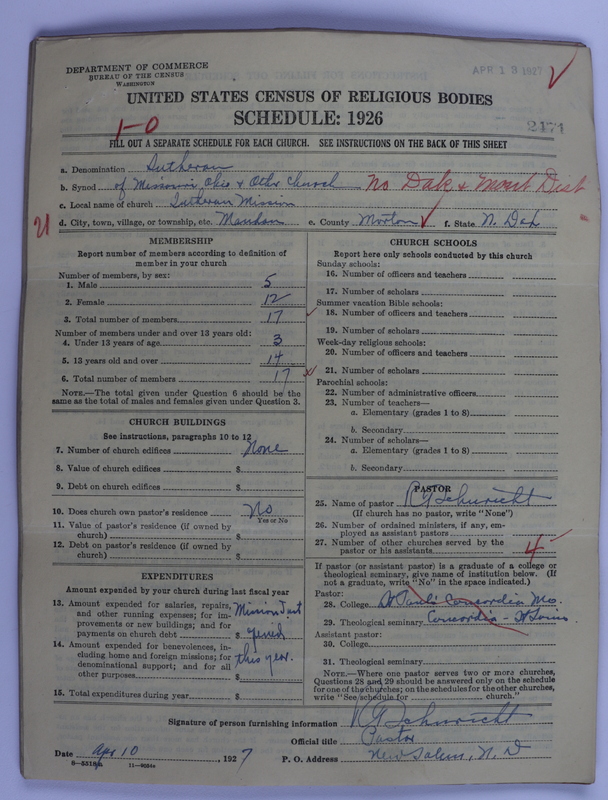 DEPARTMENT OF COMMERCE
BUREAU OF THE CENSUS
WASHINGTON
APR 13 1927
UNITED STATES CENSUS OF RELIGIOUS BODIES
SCHEDULE: 1926
1-0
2171
FILL OUT A SEPARATE SCHEDULE FOR EACH CHURCH. SEE INSTRUCTIONS ON THE BACK OF THIS SHEET
a. Denomination Lutheran
b. Synod of Missouri, Ohio & Other Church No Dak & Mont Dist
c. Local name of church Lutheran Mission
d. City, town, village, or township, etc. Mandan e. County Morton f. State N. Dak
MEMBERSHIP
Report number of members according to definition of
member in your church
Number of members, by sex:
1. Male 5
2. Female 12
3. Total number of members 17
Number of members under and over 13 years old:
4. Under 13 years of age 3
5. 13 years old and over 14
6. Total number of members 17
NOTE.—The total given under Question 6 should be
same as the total of males and females given under Question 3.
CHURCH BUILDINGS
See instructions, paragraphs 10 to 12
7. Number of church edifices None
8. Value of church edifices $
9. Debt on church edifices $
10. Does church own pastor's residence No
Yes or No
11. Value of pastor's residence (if owned by
church) $
12. Debt on pastor's residence (if owned by
church) $
EXPENDITURES
Amount expended by your church during last fiscal year
13. Amount expended for salaries, repairs,
and other running expenses; for im-
provements or new buildings; and for
payments on church debt $ Mission just
opened
14. Amount expended for benevolences, in-
cluding home and foreign missions; for
denominational support; and for all
other purposes $ this year.
15. Total expenditures during year $
CHURCH SCHOOLS
Report here only schools conducted by this church
Sunday schools:
16. Number of officers and teachers
17. Number of scholars
Summer vacation Bible schools:
18. Number of officers and teachers
19. Number of scholars
Week-day religious schools:
20. Number of officers and teachers
21. Number of scholars
Parochial schools:
22. Number of administrative officers
23. Number of teachers—
a. Elementary (grades 1 to 8)
b. Secondary
24. Number of scholars—
a. Elementary (grades 1 to 8)
b. Secondary
PASTOR
25. Name of pastor Schuricht
(If church has no pastor, write "None")
26. Number of ordained ministers, if any, em-
ployed as assistant pastors
27. Number of other churches served by the
pastor or his assistants 4
If pastor (or assistant pastor) is a graduate of a college or
theological seminary, give name of institution below. (If
not a graduate, write "No" in the space indicated.)
Pastor:
28. College St Pauls Concordia Mo.
29. Theological seminary Concordia - St Louis
Assistant pastor:
30. College
31. Theological seminary
NOTE.—Where one pastor serves two or more churches,
Questions 28 and 29 should be answered only on the schedule
for one of the churches; on the schedules for the other churches,
write "See schedule for church."
Signature of person furnishing information Schuricht
Official title Pastor
Date Apr 10, 1927 P. O. Address New Salem, N. D